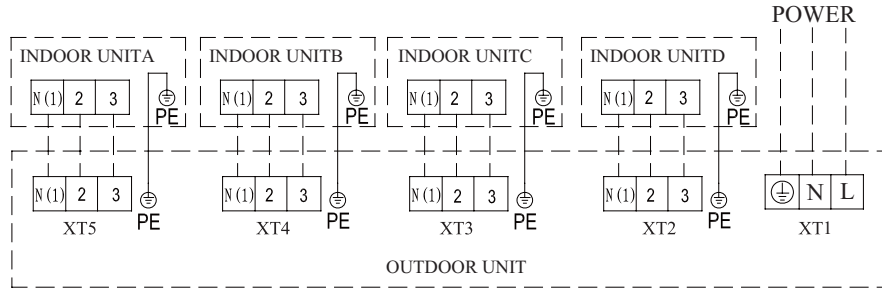 POWER
INDOOR UNITA INDOOR UNITB INDOOR UNITC INDOOR UNITD
N (1) 2 3 N (1) 2 3 N (1) 2 3 N (1) 2 3
PE PE PE PE
N (1) 2 3 N (1) 2 3 N (1) 2 3 N (1) 2 3 N L
PE PE PE PE
XT5 XT4 XT3 XT2 XT1
OUTDOOR UNIT